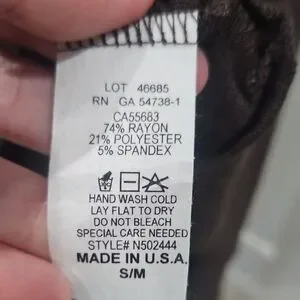 LOT 46685
RN GA 54738-1
CA55683
74% RAYON
21% POLYESTER
5% SPANDEX
HAND WASH COLD
LAY FLAT TO DRY
DO NOT BLEACH
SPECIAL CARE NEEDED
STYLE# N502444
MADE IN U.S.A.
S/M